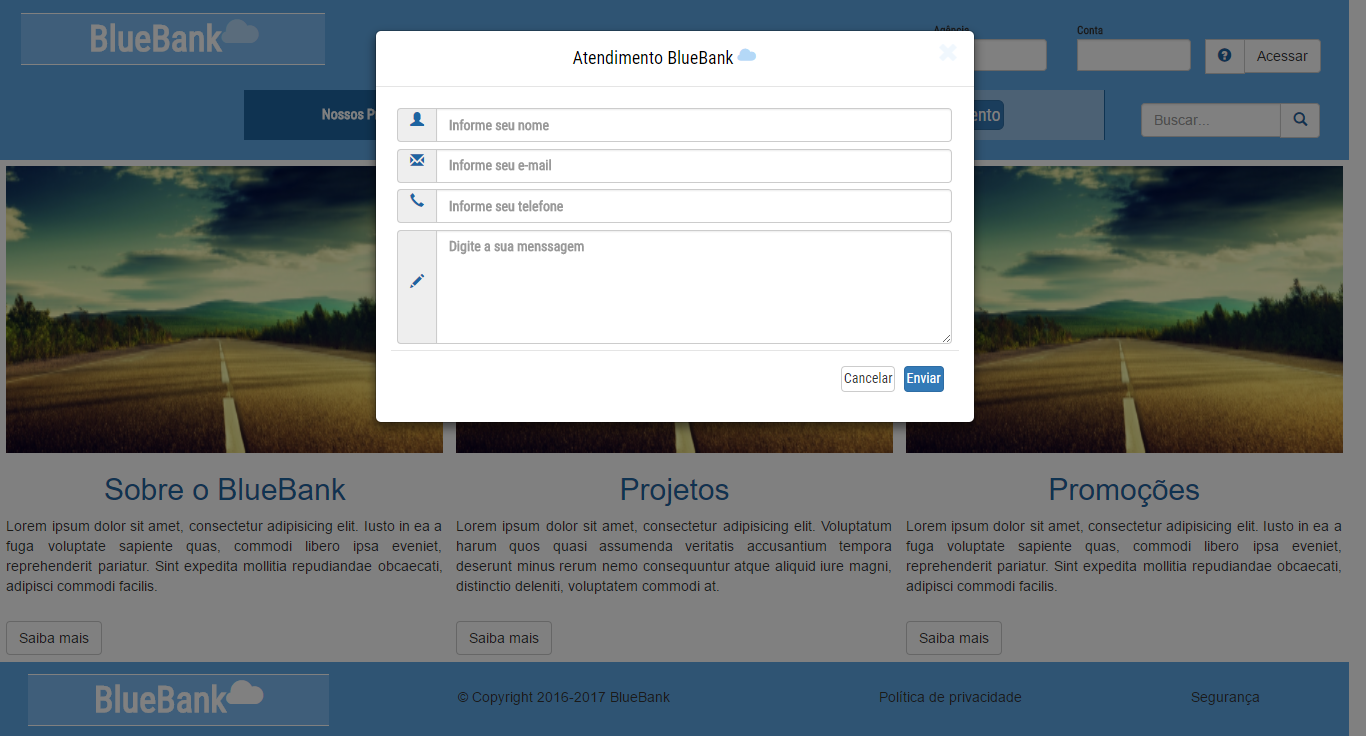 BlueBank
Agência
Conta
Acessar
Atendimento BlueBank
Nossos
Buscar...
Informe seu nome
Informe seu e-mail
Informe seu telefone
Digite a sua menssagem
Cancelar
Enviar
Sobre o BlueBank
Lorem ipsum dolor sit amet, consectetur adipisicing elit. Iusto in ea a
fuga voluptate sapiente quas, commodi libero ipsa eveniet,
reprehenderit pariatur. Sint expedita mollitia repudiandae obcaecati,
adipisci commodi facilis.
Saiba mais
Projetos
Lorem ipsum dolor sit amet, consectetur adipisicing elit. Voluptatum
harum quos quasi assumenda veritatis accusantium tempora
deserunt minus rerum nemo consequuntur atque aliquid iure magni,
distinctio deleniti, voluptatem commodi at.
Saiba mais
Promoções
Lorem ipsum dolor sit amet, consectetur adipisicing elit. Iusto in ea a
fuga voluptate sapiente quas, commodi libero ipsa eveniet,
reprehenderit pariatur. Sint expedita mollitia repudiandae obcaecati,
adipisci commodi facilis.
Saiba mais
BlueBank
© Copyright 2016-2017 BlueBank
Política de privacidade
Segurança